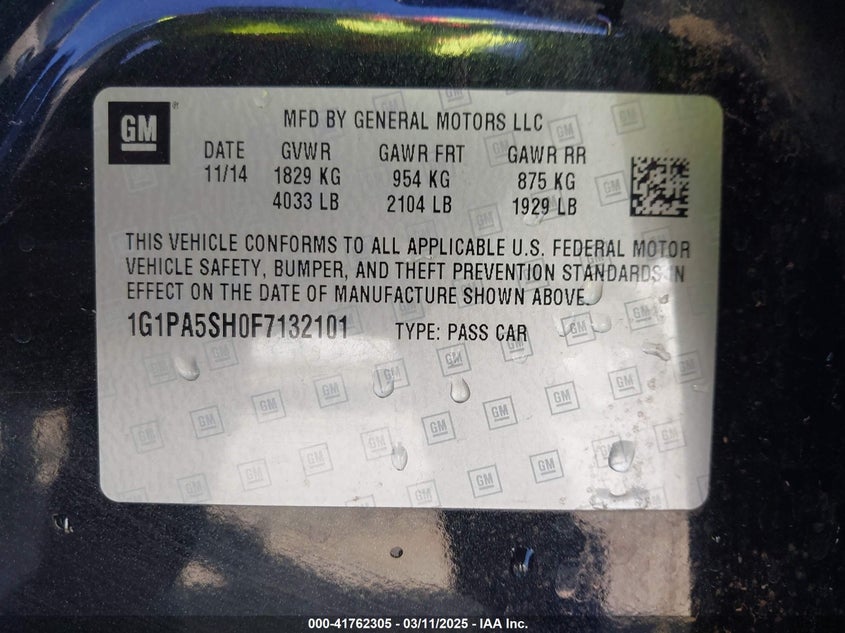 GM
MFD BY GENERAL MOTORS LLC
DATE GVWR GAWR FRT GAWR RR
11/14 1829 KG 954 KG 875 KG
4033 LB 2104 LB 1929 LB
THIS VEHICLE CONFORMS TO ALL APPLICABLE U.S. FEDERAL MOTOR
VEHICLE SAFETY, BUMPER, AND THEFT PREVENTION STANDARDS IN
EFFECT ON THE DATE OF MANUFACTURE SHOWN ABOVE.
1G1PA5SH0F7132101 TYPE: PASS CAR
000-41762305 - 03/11/2025 - IAA Inc.